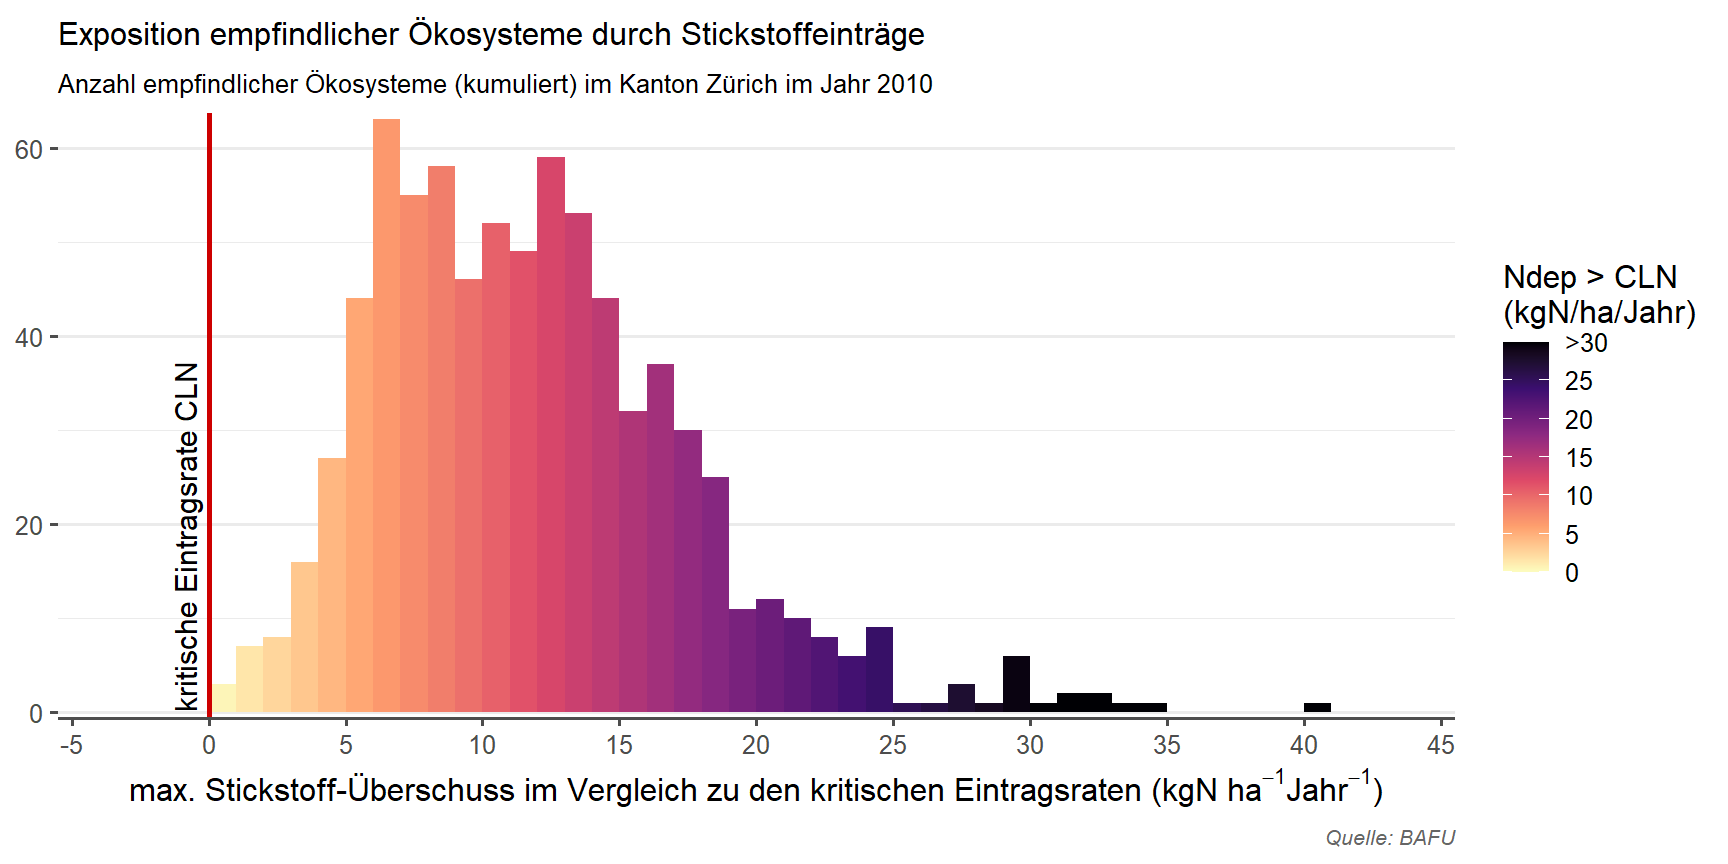 Exposition empfindlicher Ökosysteme durch Stickstoffeinträge
Anzahl empfindlicher Ökosysteme (kumuliert) im Kanton Zürich im Jahr 2010
60
40
20
0
kritische Eintragsrate CLN
-5 0 5 10 15 20 25 30 35 40 45
max. Stickstoff-Überschuss im Vergleich zu den kritischen Eintragsraten (kgN ha⁻¹Jahr⁻¹)
Ndep > CLN
(kgN/ha/Jahr)
>30
25
20
15
10
5
0
Quelle: BAFU